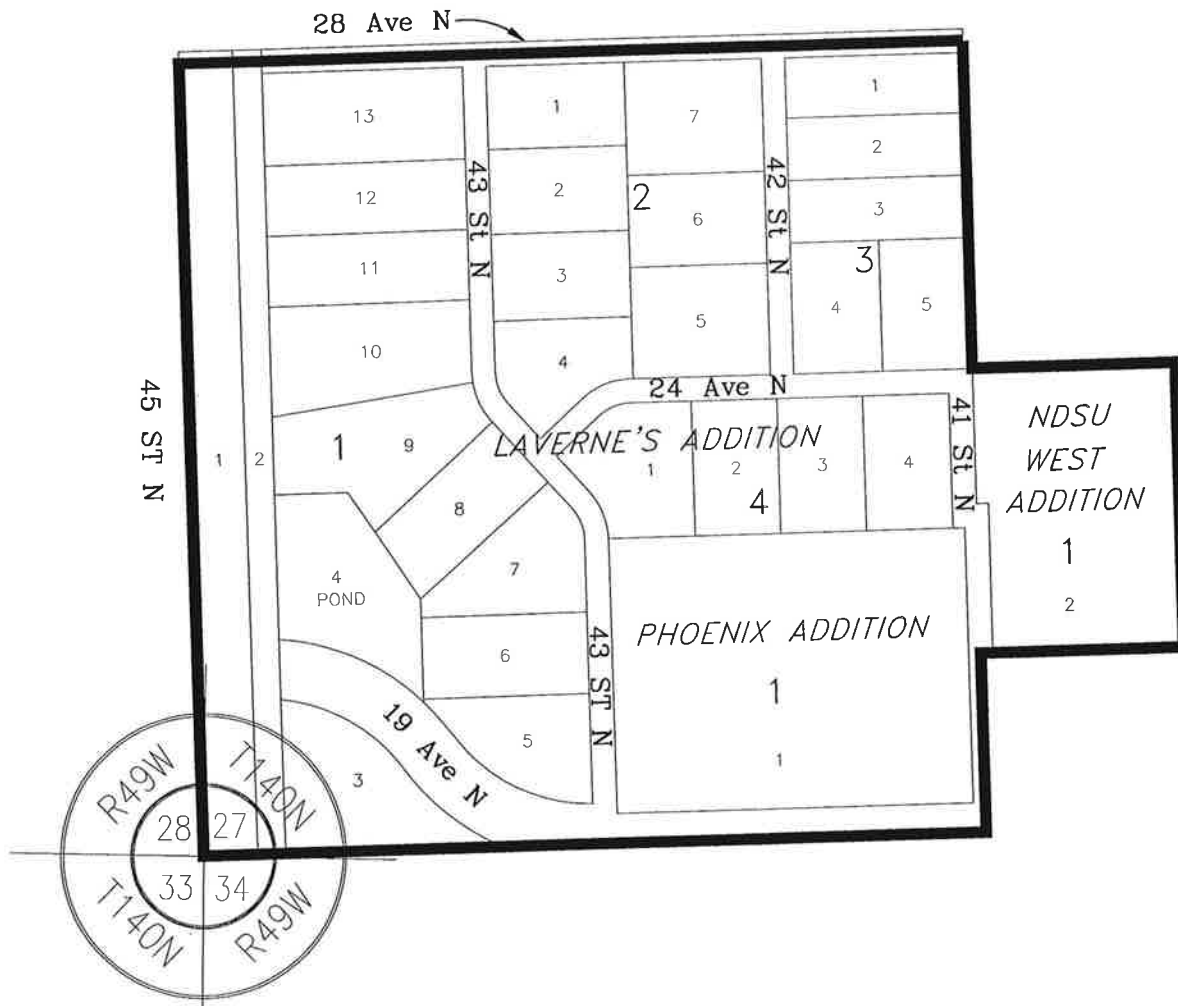 28 Ave N
13
1
7
1
12
2
2
6
2
3
11
3
3
4
5
10
4
5
43 St N
42 St N
24 Ave N
45 ST N
1
2
1
9
LAVERNE'S ADDITION
1
2
3
4
4
41 St N
NDSU
WEST
ADDITION
1
2
8
7
4
POND
6
5
43 ST N
PHOENIX ADDITION
1
1
19 Ave N
3
R49W
T140N
28
27
33
34
T140N
R49W